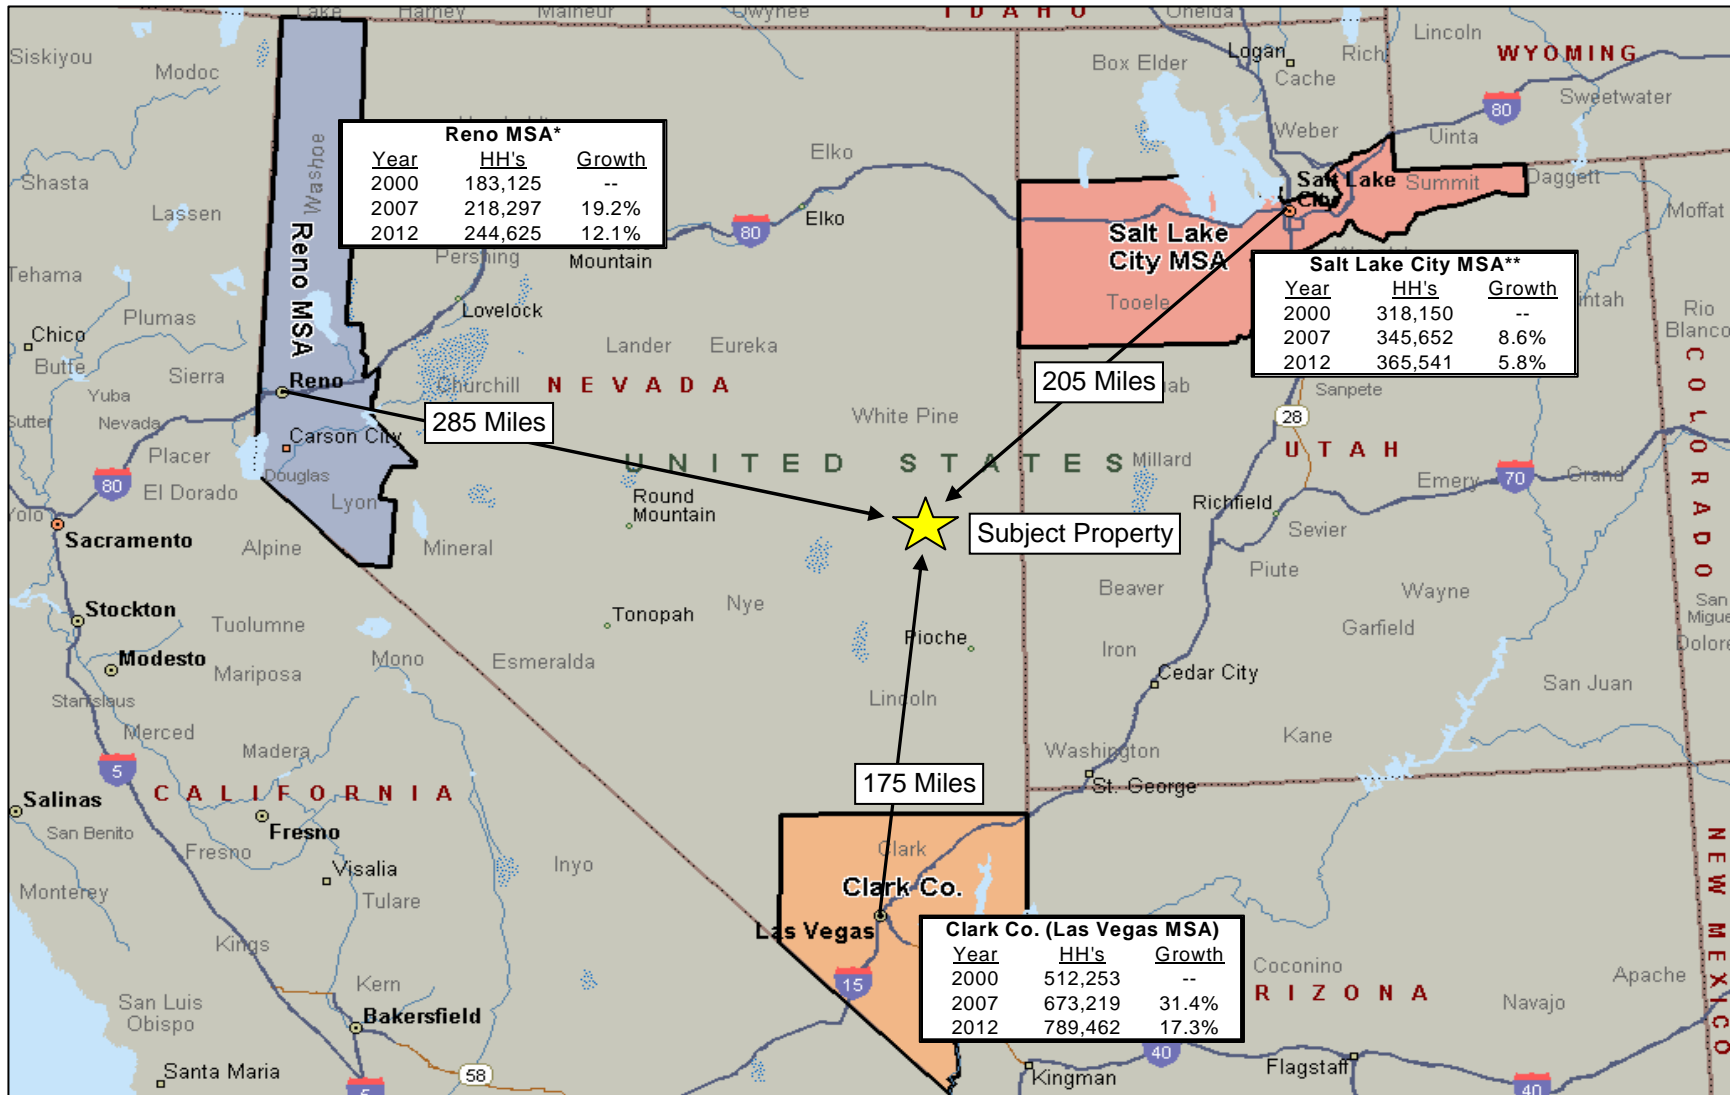 Lake
Harney
Malheur
Owyhee
IDAHO
Oneida
Lincoln
Siskiyou
Modoc
Logan
Rich
WYOMING
Box Elder
Cache
Sweetwater
80
Weber
Uinta
Reno MSA*
Year HH's Growth
2000 183,125 --
2007 218,297 19.2%
2012 244,625 12.1%
Washoe
Elko
Shasta
Lassen
Elko
80
Salt Lake
City
Summit
Daggett
Moffat
Reno MSA
Salt Lake
City MSA
Pershing
Mountain
Tehama
Tooele
Salt Lake City MSA**
Year HH's Growth
2000 318,150 --
2007 345,652 8.6%
2012 365,541 5.8%
Rio
Blanco
Lovelock
Plumas
Chico
Butte
Lander
Eureka
COLORADO
Sierra
Reno
Churchill
NEVADA
205 Miles
Sanpete
Yuba
Sutter
Nevada
285 Miles
White Pine
28
Carson City
UTAH
Placer
Douglas
UNITED STATES
Millard
Emery
70
Grand
80
El Dorado
Lyon
Round
Mountain
Richfield
Yolo
Sacramento
Subject Property
Sevier
Alpine
Mineral
Piute
Beaver
Wayne
Stockton
Nye
San
Tuolumne
Tonopah
Garfield
Pioche
Modesto
Mono
Esmeralda
Iron
Mariposa
Cedar City
San Juan
Stanislaus
Lincoln
Merced
Kane
Madera
Washington
5
175 Miles
St. George
CALIFORNIA
Salinas
Fresno
San Benito
Fresno
Clark
NEW MEXICO
Inyo
Visalia
Monterey
Tulare
Clark Co.
Las Vegas
Kings
Clark Co. (Las Vegas MSA)
Year HH's Growth
2000 512,253 --
2007 673,219 31.4%
2012 789,462 17.3%
Coconino
Apache
Kern
15
RIZONA
Navajo
San Luis
Obispo
Bakersfield
40
Flagstaff
Santa Maria
58
Kingman
5
40